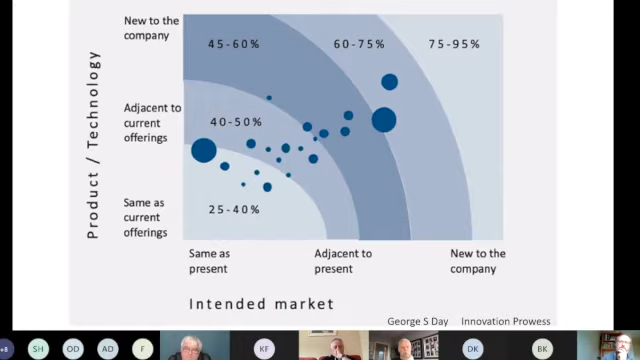 New to the
company
45-60%
60-75%
75-95%
Product / Technology
Adjacent to
current
offerings
40-50%
Same as
current
offerings
25-40%
Same as
present
Adjacent to
present
New to the
company
Intended market
George S Day Innovation Prowess
+8
SH
OD
AD
F
KF
DK
BK